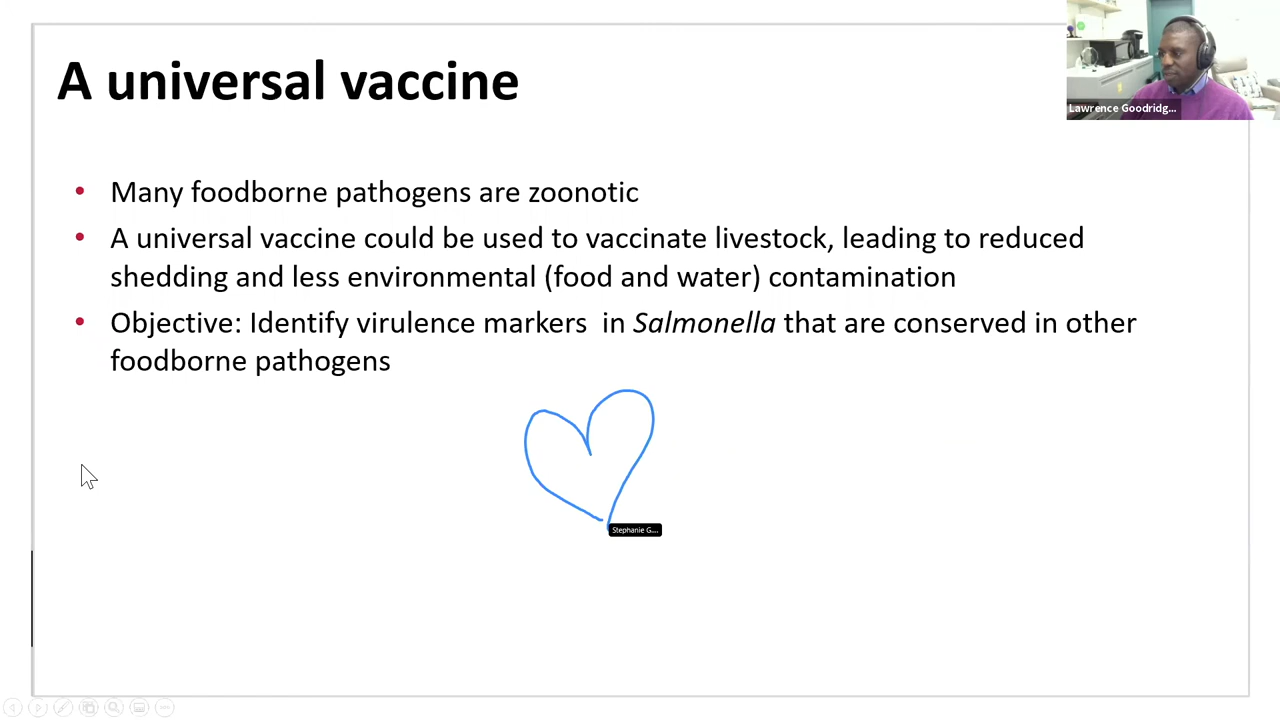 A universal vaccine
Lawrence Goodridg...
• Many foodborne pathogens are zoonotic
• A universal vaccine could be used to vaccinate livestock, leading to reduced
shedding and less environmental (food and water) contamination
• Objective: Identify virulence markers  in Salmonella that are conserved in other
foodborne pathogens
Stephanie G...